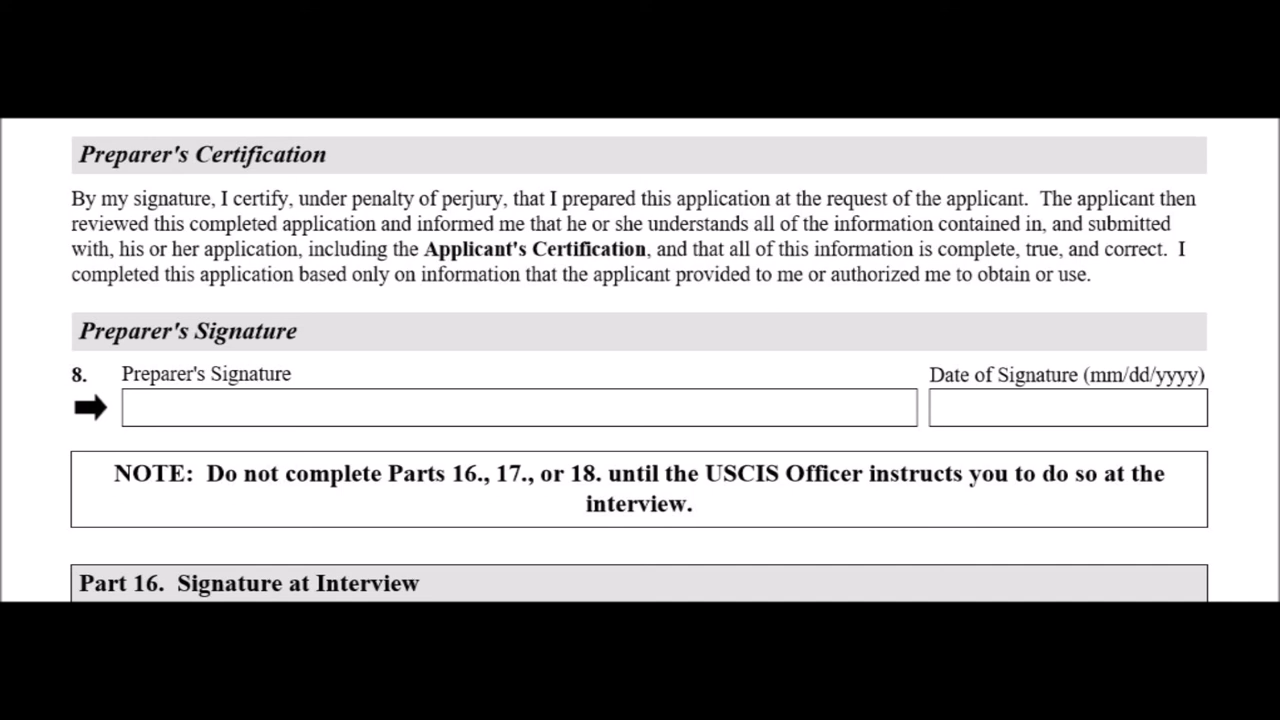 Preparer's Certification
By my signature, I certify, under penalty of perjury, that I prepared this application at the request of the applicant.  The applicant then
reviewed this completed application and informed me that he or she understands all of the information contained in, and submitted
with, his or her application, including the Applicant's Certification, and that all of this information is complete, true, and correct.  I
completed this application based only on information that the applicant provided to me or authorized me to obtain or use.
Preparer's Signature
8. Preparer's Signature Date of Signature (mm/dd/yyyy)
NOTE:  Do not complete Parts 16., 17., or 18. until the USCIS Officer instructs you to do so at the
interview.
Part 16.  Signature at Interview